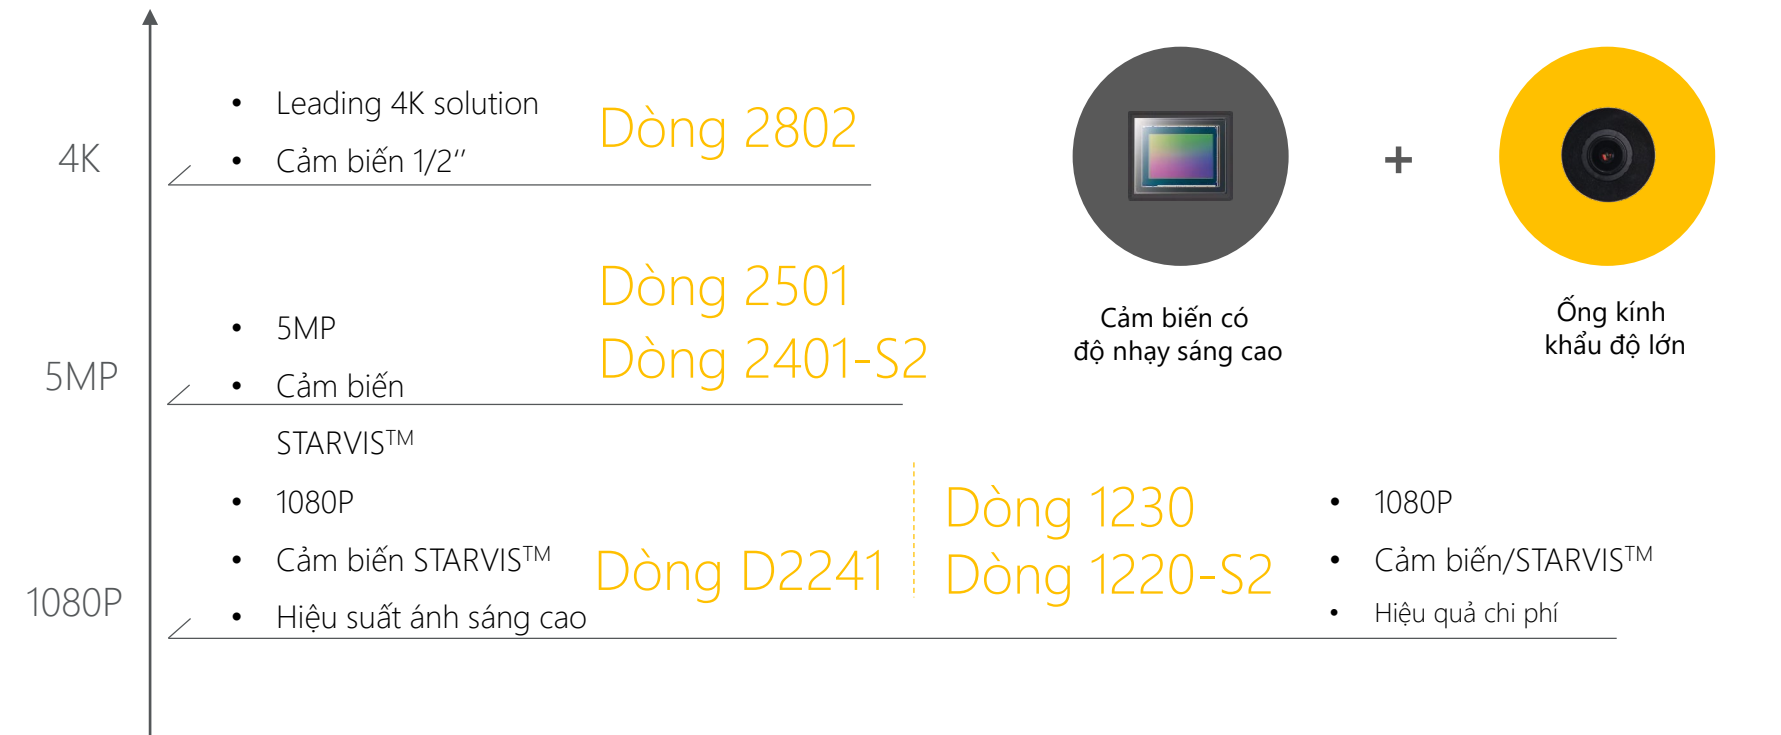 4K
• Leading 4K solution
• Cảm biến 1/2’’
Dòng 2802
+
Cảm biến có
độ nhạy sáng cao
Ống kính
khẩu độ lớn
5MP
• 5MP
• Cảm biến
STARVIS™
Dòng 2501
Dòng 2401-S2
1080P
• 1080P
• Cảm biến STARVIS™
• Hiệu suất ánh sáng cao
Dòng D2241
Dòng 1230
Dòng 1220-S2
• 1080P
• Cảm biến/STARVIS™
• Hiệu quả chi phí